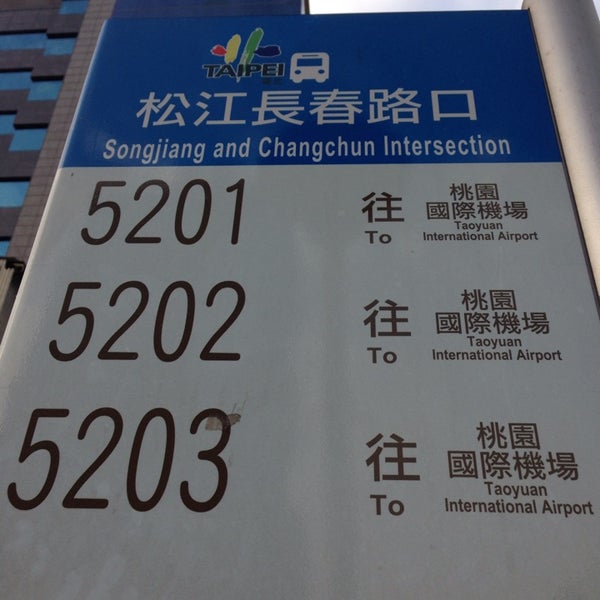 TAIPEI
松江長春路口
Songjiang and Changchun Intersection
5201
往
To
桃園
國際機場
Taoyuan
International Airport
5202
往
To
桃園
國際機場
Taoyuan
International Airport
5203
往
To
桃園
國際機場
Taoyuan
International Airport